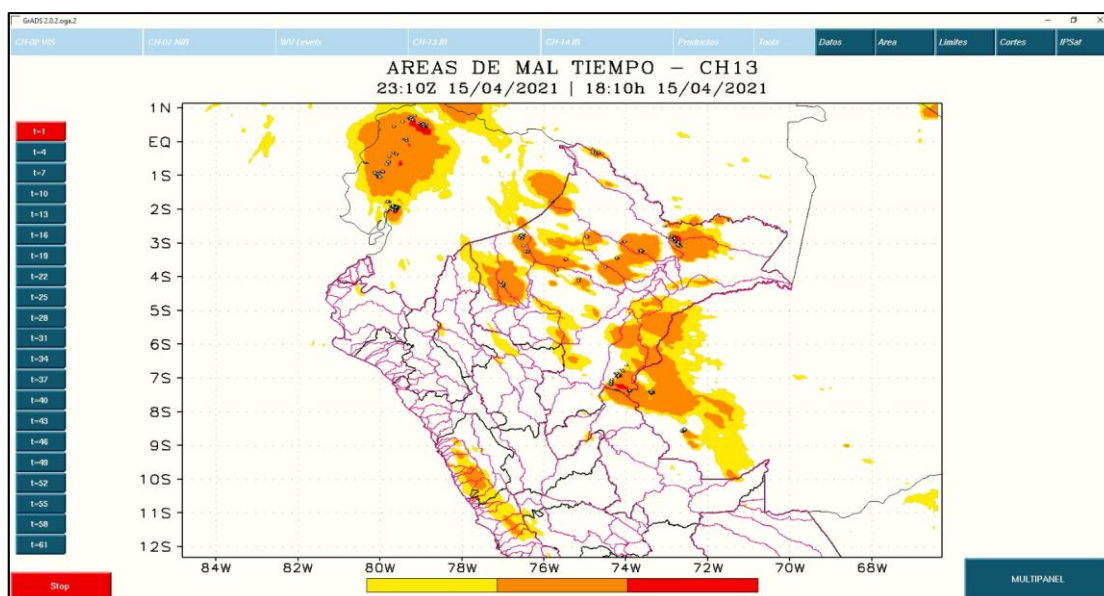 GrADS 2.0.2.oga.2
CH-02 VIS CH-07 NIR WV Levels CH-13 IR CH-14 IR Productos Tools Datos Area Limites Cortes IPSat
AREAS DE MAL TIEMPO – CH13
23:10Z 15/04/2021 | 18:10h 15/04/2021
1N
EQ
1S
2S
3S
4S
5S
6S
7S
8S
9S
10S
11S
12S
t=1
t=4
t=7
t=10
t=13
t=16
t=19
t=22
t=25
t=28
t=31
t=34
t=37
t=40
t=43
t=46
t=49
t=52
t=55
t=58
t=61
84W 82W 80W 78W 76W 74W 72W 70W 68W
Stop
MULTIPANEL